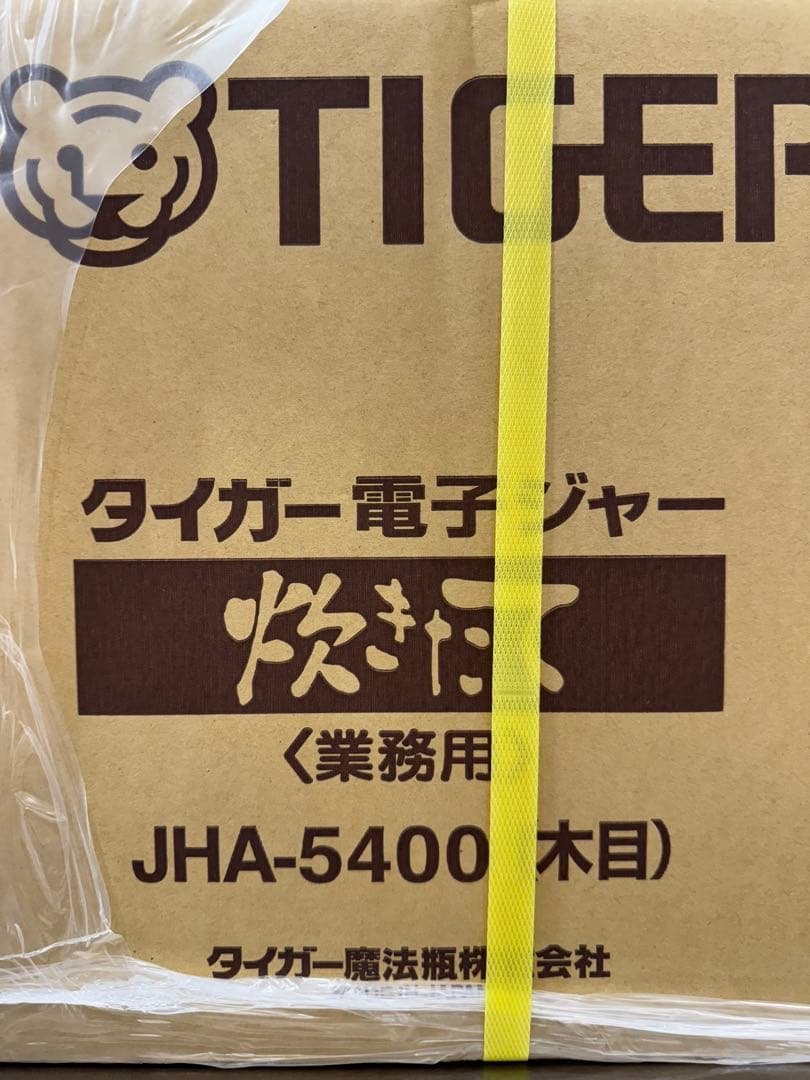 TIGER
タイガー電子ジャー
炊きたて
〈業務用〉
JHA-5400(木目)
タイガー魔法瓶株式会社